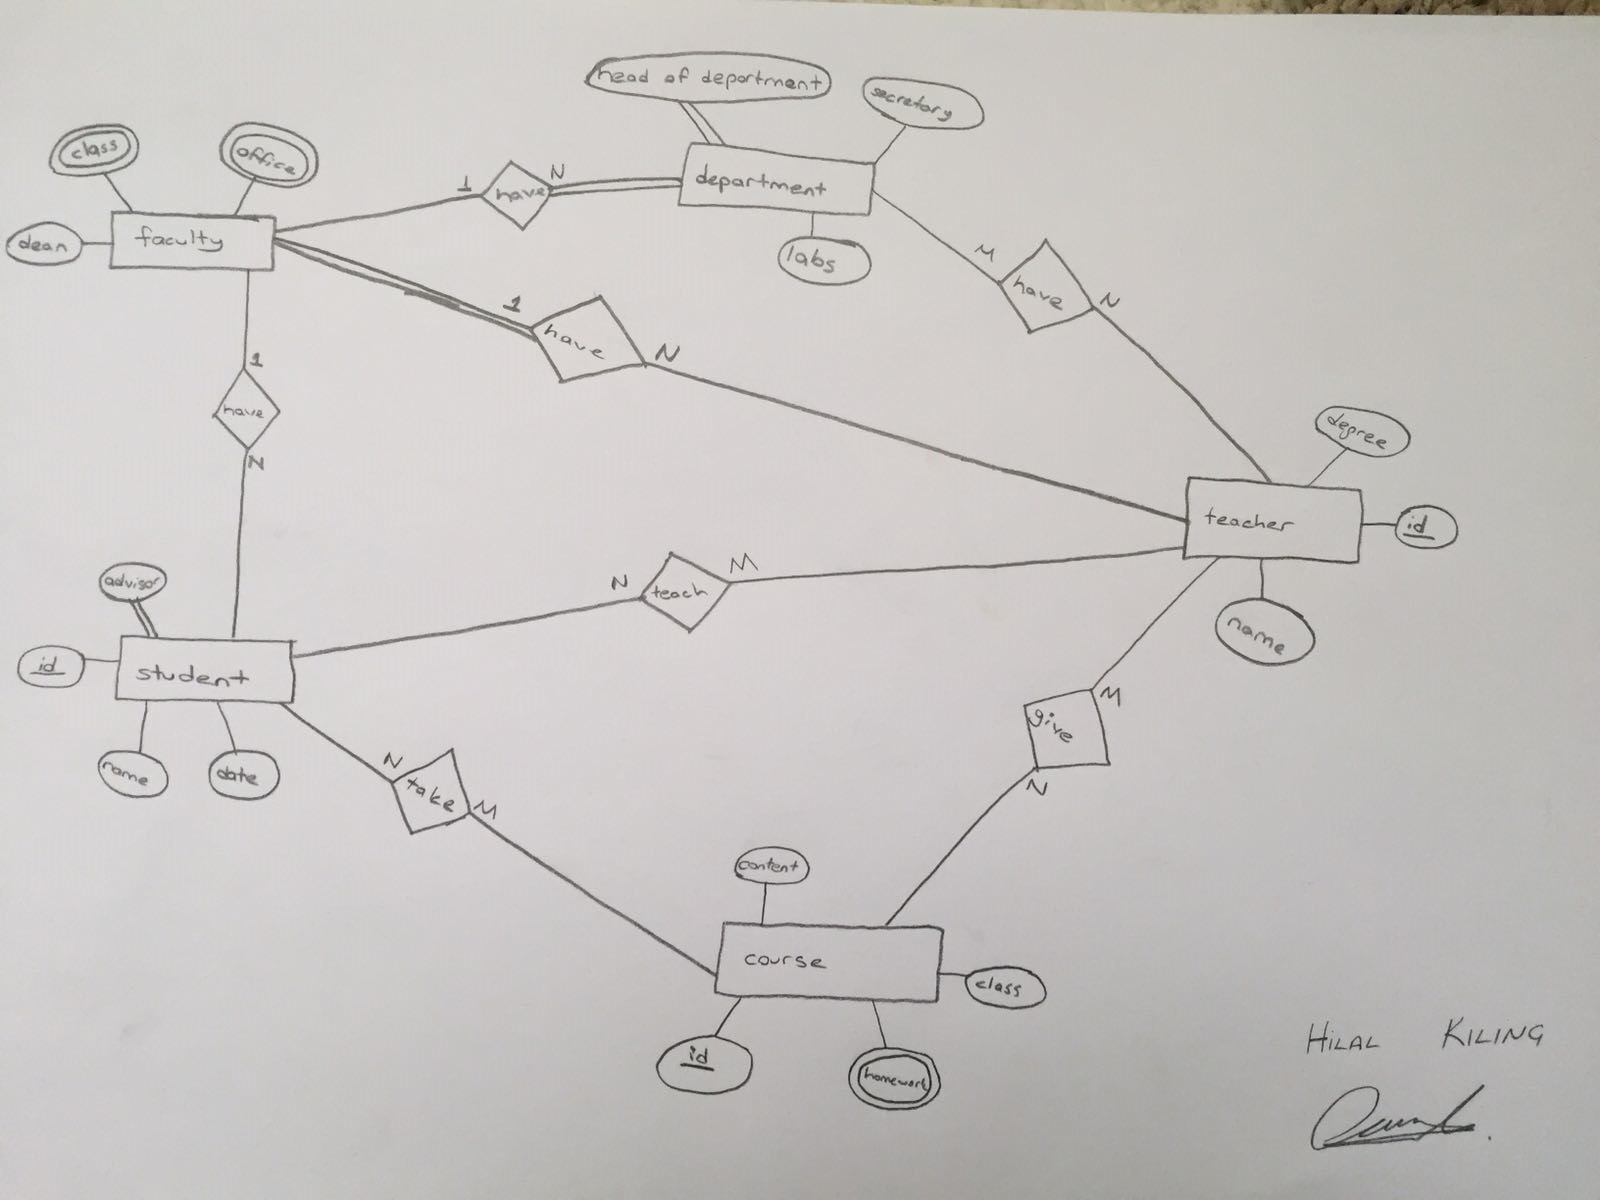 head of department
secretary
class
office
1
have
N
department
dean
faculty
labs
M
have
N
1
have
N
1
have
N
degree
teacher
id
advisor
N
teach
M
name
id
student
M
give
N
name
date
N
take
M
content
course
class
id
homework
HILAL KILING